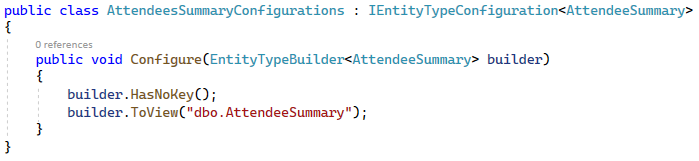 public class AttendeesSummaryConfigurations : IEntityTypeConfiguration<AttendeeSummary>
{
0 references
public void Configure(EntityTypeBuilder<AttendeeSummary> builder)
{
builder.HasNoKey();
builder.ToView("dbo.AttendeeSummary");
}
}